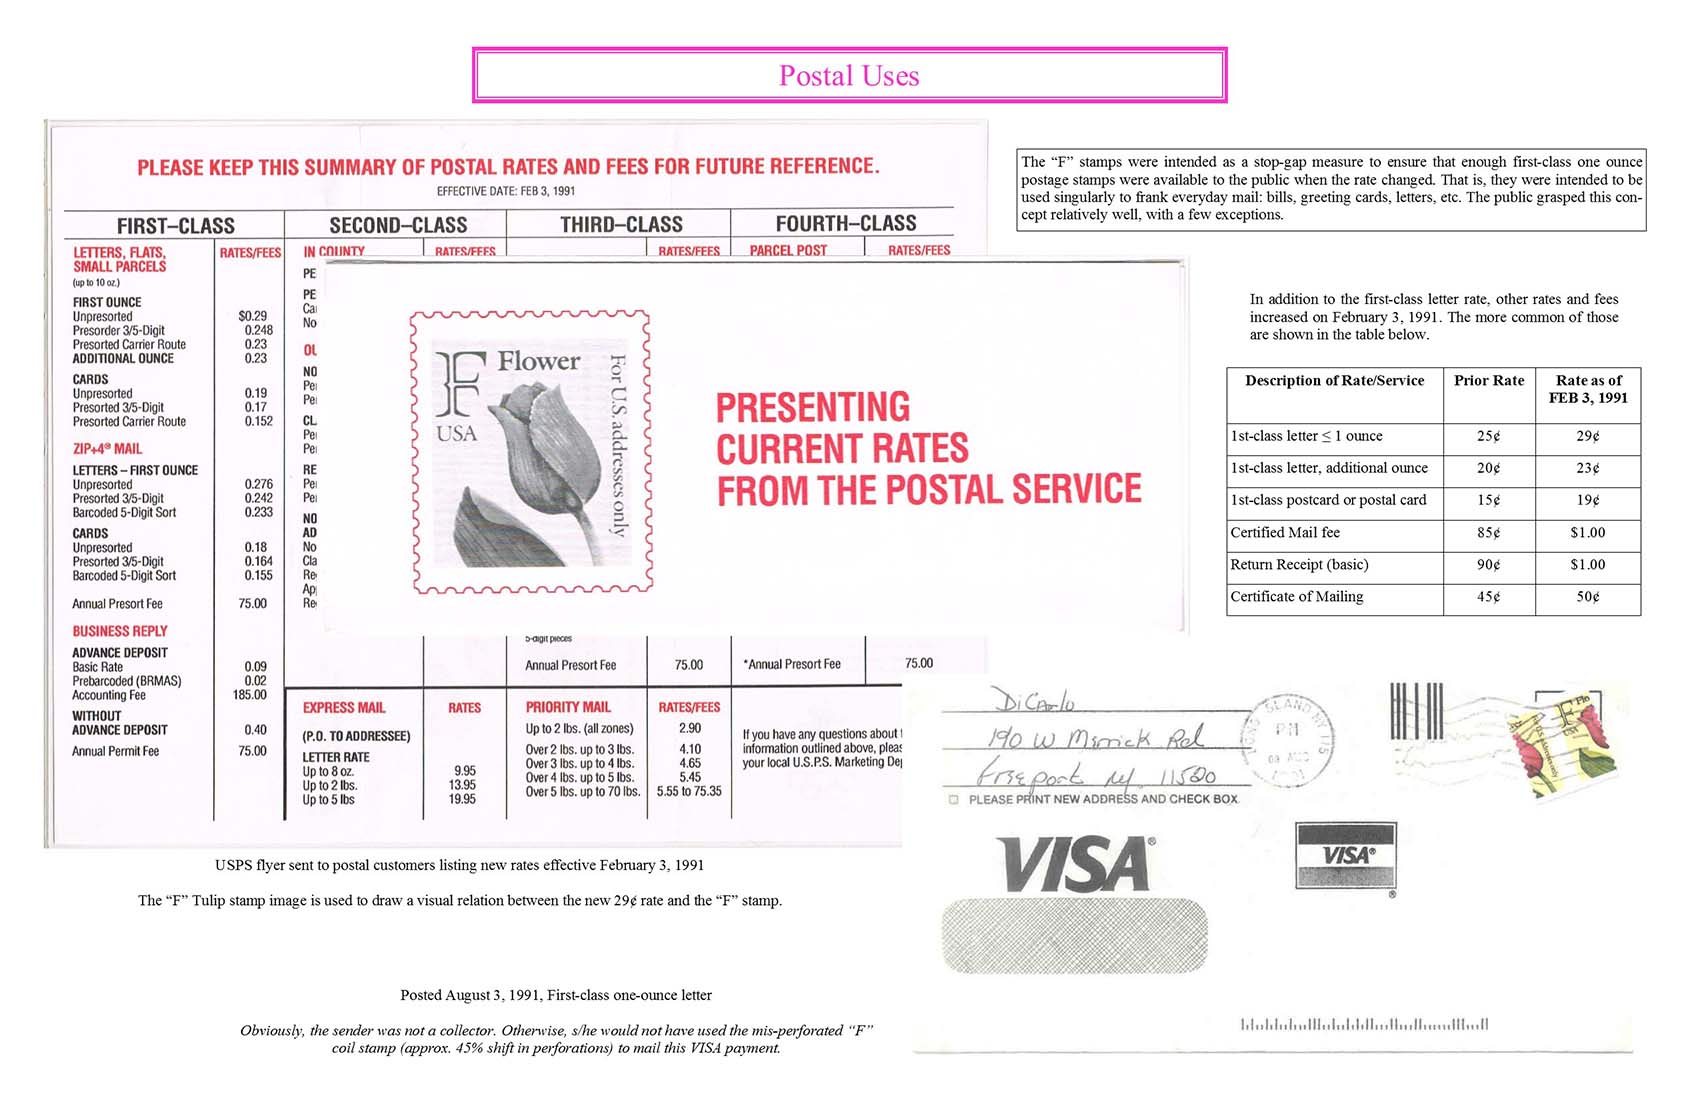 Postal Uses
PLEASE KEEP THIS SUMMARY OF POSTAL RATES AND FEES FOR FUTURE REFERENCE.
EFFECTIVE DATE: FEB 3, 1991
FIRST–CLASS
LETTERS, FLATS, RATES/FEES
SMALL PARCELS
(up to 10 oz.)
FIRST OUNCE
Unpresorted $0.29
Presorder 3/5-Digit 0.248
Presorted Carrier Route 0.23
ADDITIONAL OUNCE 0.23
CARDS
Unpresorted 0.19
Presorted 3/5-Digit 0.17
Presorted Carrier Route 0.152
ZIP+4® MAIL
LETTERS – FIRST OUNCE
Unpresorted 0.276
Presorted 3/5-Digit 0.242
Barcoded 5-Digit Sort 0.233
CARDS
Unpresorted 0.18
Presorted 3/5-Digit 0.164
Barcoded 5-Digit Sort 0.155
Annual Presort Fee 75.00
BUSINESS REPLY
ADVANCE DEPOSIT
Basic Rate 0.09
Prebarcoded (BRMAS) 0.02
Accounting Fee 185.00
WITHOUT
ADVANCE DEPOSIT 0.40
Annual Permit Fee 75.00
SECOND–CLASS
IN COUNTY RATES/FEES
PE
PE
Ca
No
NO
Pe
Pe
CL
Pe
Pe
RE
Pe
Pe
NO
AD
No
Cla
Re
Ap
Re
THIRD–CLASS
RATES/FEES
5-digit pieces
Annual Presort Fee 75.00
FOURTH–CLASS
PARCEL POST RATES/FEES
*Annual Presort Fee 75.00
EXPRESS MAIL RATES
(P.O. TO ADDRESSEE)
LETTER RATE
Up to 8 oz. 9.95
Up to 2 lbs. 13.95
Up to 5 lbs 19.95
PRIORITY MAIL RATES/FEES
Up to 2 lbs. (all zones) 2.90
Over 2 lbs. up to 3 lbs. 4.10
Over 3 lbs. up to 4 lbs. 4.65
Over 4 lbs. up to 5 lbs. 5.45
Over 5 lbs. up to 70 lbs. 5.55 to 75.35
If you have any questions about
information outlined above, pleas
your local U.S.P.S. Marketing De
F Flower
USA
For U.S. addresses only
PRESENTING
CURRENT RATES
FROM THE POSTAL SERVICE
USPS flyer sent to postal customers listing new rates effective February 3, 1991
The “F” Tulip stamp image is used to draw a visual relation between the new 29¢ rate and the “F” stamp.
The “F” stamps were intended as a stop-gap measure to ensure that enough first-class one ounce
postage stamps were available to the public when the rate changed. That is, they were intended to be
used singularly to frank everyday mail: bills, greeting cards, letters, etc. The public grasped this con-
cept relatively well, with a few exceptions.
In addition to the first-class letter rate, other rates and fees
increased on February 3, 1991. The more common of those
are shown in the table below.
Description of Rate/Service Prior Rate Rate as of
FEB 3, 1991
1st-class letter ≤ 1 ounce 25¢ 29¢
1st-class letter, additional ounce 20¢ 23¢
1st-class postcard or postal card 15¢ 19¢
Certified Mail fee 85¢ $1.00
Return Receipt (basic) 90¢ $1.00
Certificate of Mailing 45¢ 50¢
DiCarlo
190 W Merrick Rd
Freeport NY 11520
PLEASE PRINT NEW ADDRESS AND CHECK BOX.
LONG ISLAND NY 115
PM
1991
F Flo
USA
VISA®
VISA®
®
Posted August 3, 1991, First-class one-ounce letter
Obviously, the sender was not a collector. Otherwise, s/he would not have used the mis-perforated “F”
coil stamp (approx. 45% shift in perforations) to mail this VISA payment.